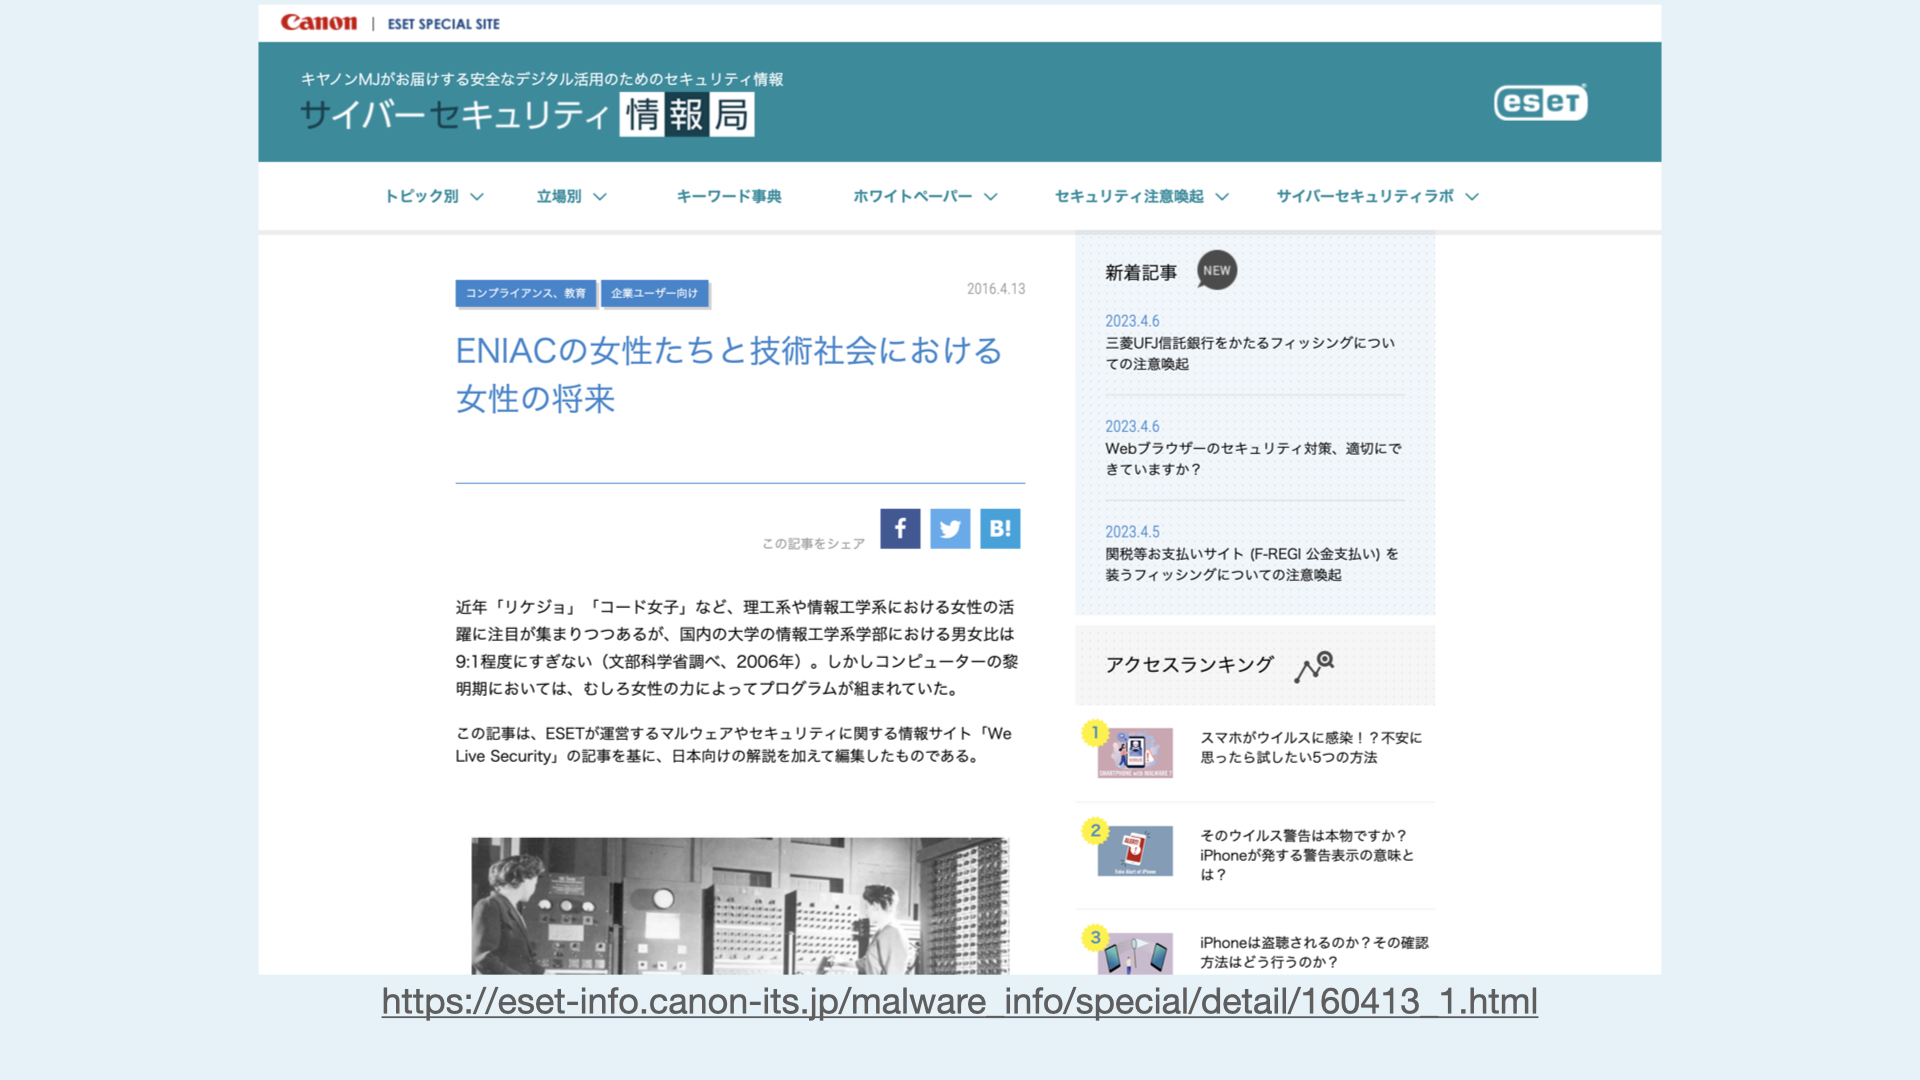 Canon | ESET SPECIAL SITE
キヤノンMJがお届けする安全なデジタル活用のためのセキュリティ情報
サイバーセキュリティ情報局
eset
トピック別 立場別 キーワード事典 ホワイトペーパー セキュリティ注意喚起 サイバーセキュリティラボ
コンプライアンス、教育 企業ユーザー向け
2016.4.13
ENIACの女性たちと技術社会における
女性の将来
この記事をシェア
f B!
近年「リケジョ」「コード女子」など、理工系や情報工学系における女性の活
躍に注目が集まりつつあるが、国内の大学の情報工学系学部における男女比は
9:1程度にすぎない（文部科学省調べ、2006年）。しかしコンピューターの黎
明期においては、むしろ女性の力によってプログラムが組まれていた。
この記事は、ESETが運営するマルウェアやセキュリティに関する情報サイト「We
Live Security」の記事を基に、日本向けの解説を加えて編集したものである。
新着記事 NEW
2023.4.6
三菱UFJ信託銀行をかたるフィッシングについ
ての注意喚起
2023.4.6
Webブラウザーのセキュリティ対策、適切にで
きていますか？
2023.4.5
関税等お支払いサイト (F-REGI 公金支払い) を
装うフィッシングについての注意喚起
アクセスランキング
1
SMARTPHONE with MALWARE ?
スマホがウイルスに感染！？不安に
思ったら試したい5つの方法
2
ALERT
Fake Alert of iPhone
そのウイルス警告は本物ですか？
iPhoneが発する警告表示の意味と
は？
3
iPhoneは盗聴されるのか？その確認
方法はどう行うのか？
https://eset-info.canon-its.jp/malware_info/special/detail/160413_1.html